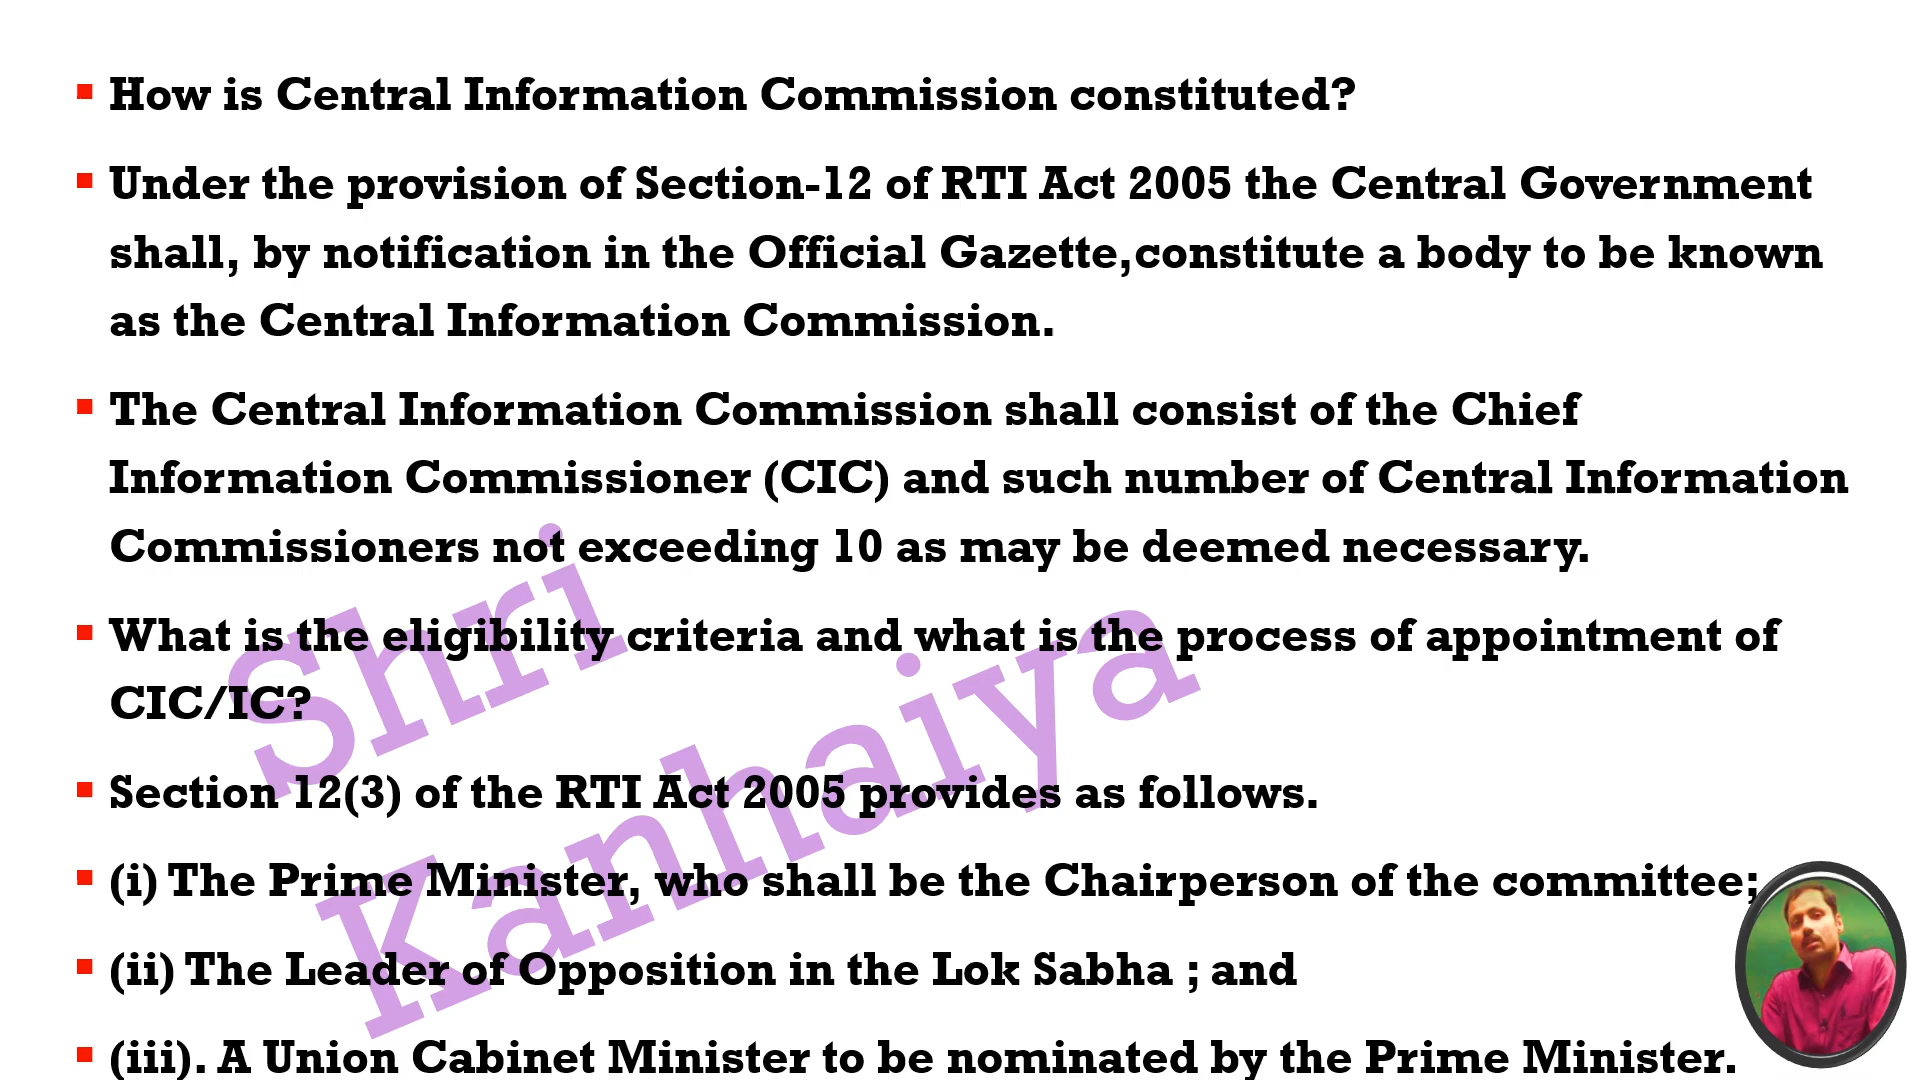 How is Central Information Commission constituted?
Under the provision of Section-12 of RTI Act 2005 the Central Government
shall, by notification in the Official Gazette,constitute a body to be known
as the Central Information Commission.
The Central Information Commission shall consist of the Chief
Information Commissioner (CIC) and such number of Central Information
Commissioners not exceeding 10 as may be deemed necessary.
What is the eligibility criteria and what is the process of appointment of
CIC/IC?
Section 12(3) of the RTI Act 2005 provides as follows.
(i) The Prime Minister, who shall be the Chairperson of the committee;
(ii) The Leader of Opposition in the Lok Sabha ; and
(iii). A Union Cabinet Minister to be nominated by the Prime Minister.
Shri
Kanhaiya